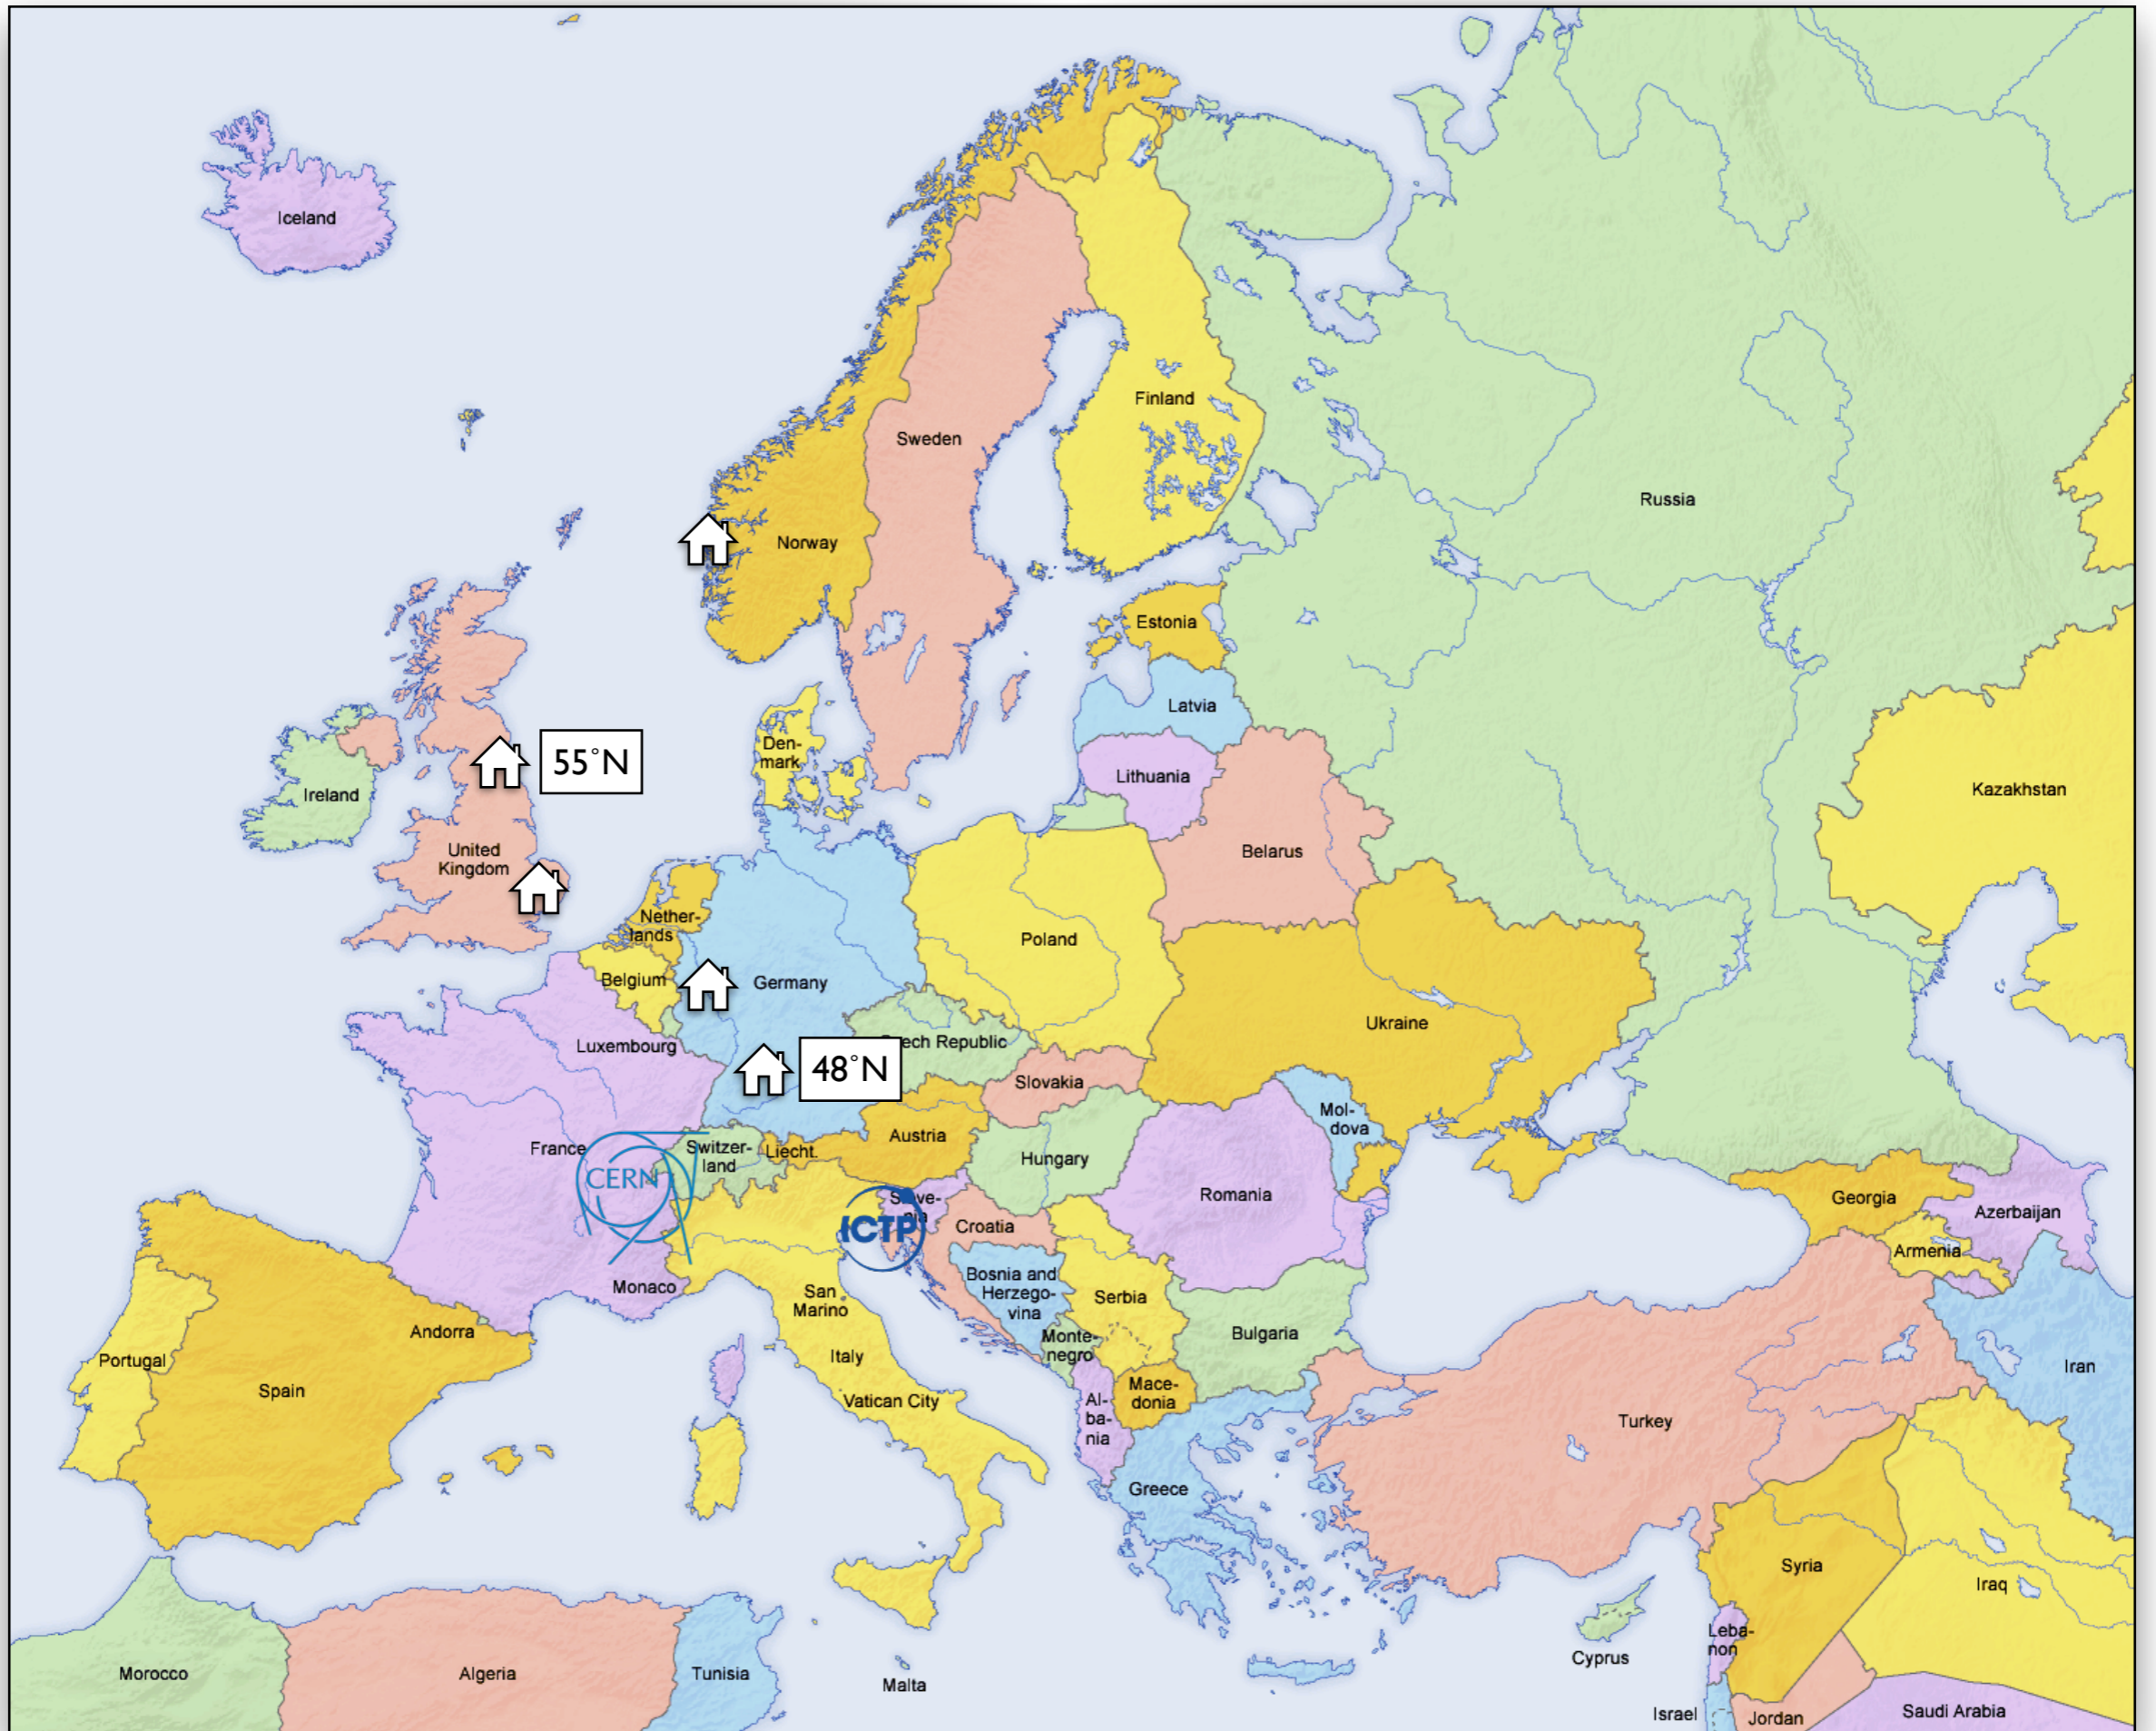 Iceland
Finland
Sweden
Russia
Norway
Estonia
Latvia
Den-
mark
55°N
Lithuania
Ireland
Kazakhstan
United
Kingdom
Belarus
Nether-
lands
Poland
Belgium
Germany
Ukraine
Luxembourg
ech Republic
48°N
Slovakia
Mol-
dova
Austria
France
Switzer-
land
Liecht.
Hungary
CERN
Romania
Slove-
nia
Georgia
Azerbaijan
ICTP
Croatia
Armenia
Bosnia and
Herzego-
vina
Monaco
San
Marino
Serbia
Andorra
Monte-
negro
Bulgaria
Portugal
Italy
Iran
Spain
Vatican City
Mace-
donia
Al-
ba-
nia
Turkey
Greece
Syria
Iraq
Leba-
non
Cyprus
Morocco
Algeria
Tunisia
Malta
Israel
Jordan
Saudi Arabia